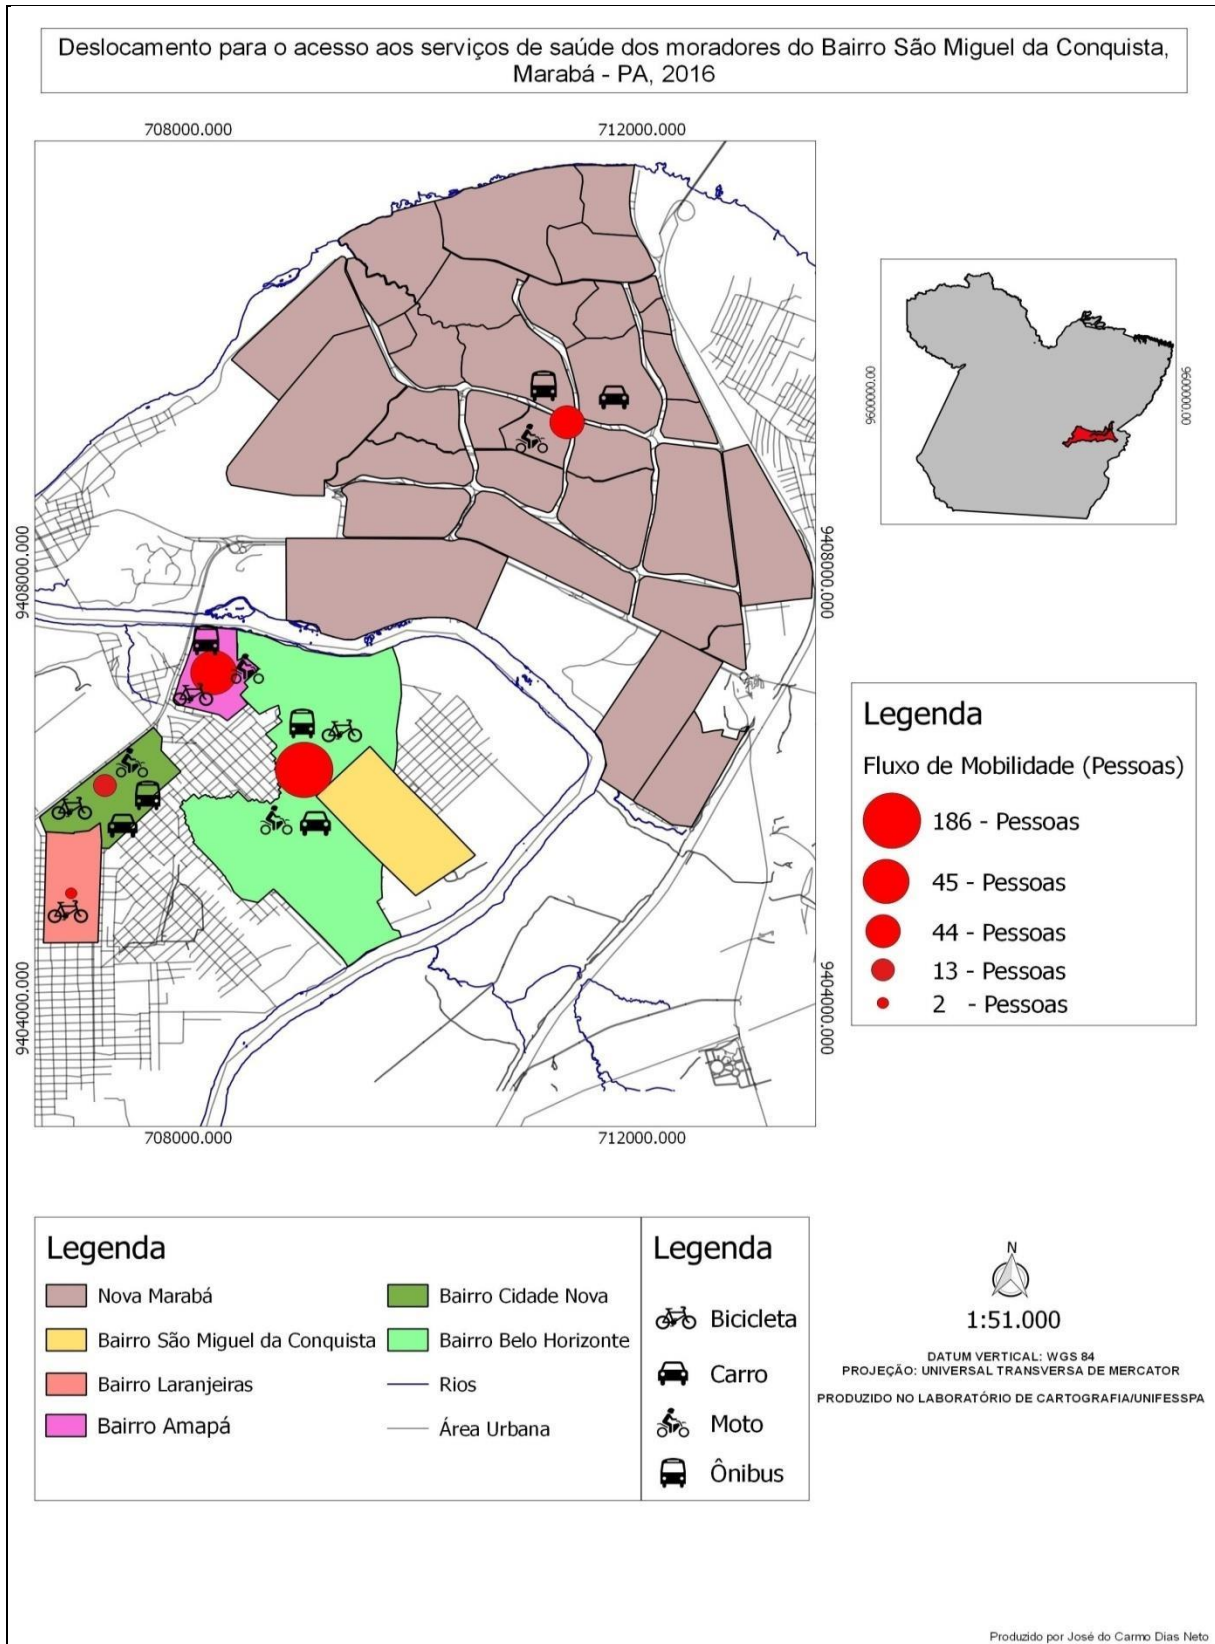 Deslocamento para o acesso aos serviços de saúde dos moradores do Bairro São Miguel da Conquista,
Marabá - PA, 2016
708000.000
712000.000
9408000.000
9408000.000
9404000.000
9404000.000
708000.000
712000.000
9600000.00
9600000.00
Legenda
Fluxo de Mobilidade (Pessoas)
186 - Pessoas
45 - Pessoas
44 - Pessoas
13 - Pessoas
2 - Pessoas
Legenda
Nova Marabá
Bairro São Miguel da Conquista
Bairro Laranjeiras
Bairro Amapá
Bairro Cidade Nova
Bairro Belo Horizonte
Rios
Área Urbana
Legenda
Bicicleta
Carro
Moto
Ônibus
N
1:51.000
DATUM VERTICAL: WGS 84
PROJEÇÃO: UNIVERSAL TRANSVERSA DE MERCATOR
PRODUZIDO NO LABORATÓRIO DE CARTOGRAFIA/UNIFESSPA
Produzido por José do Carmo Dias Neto